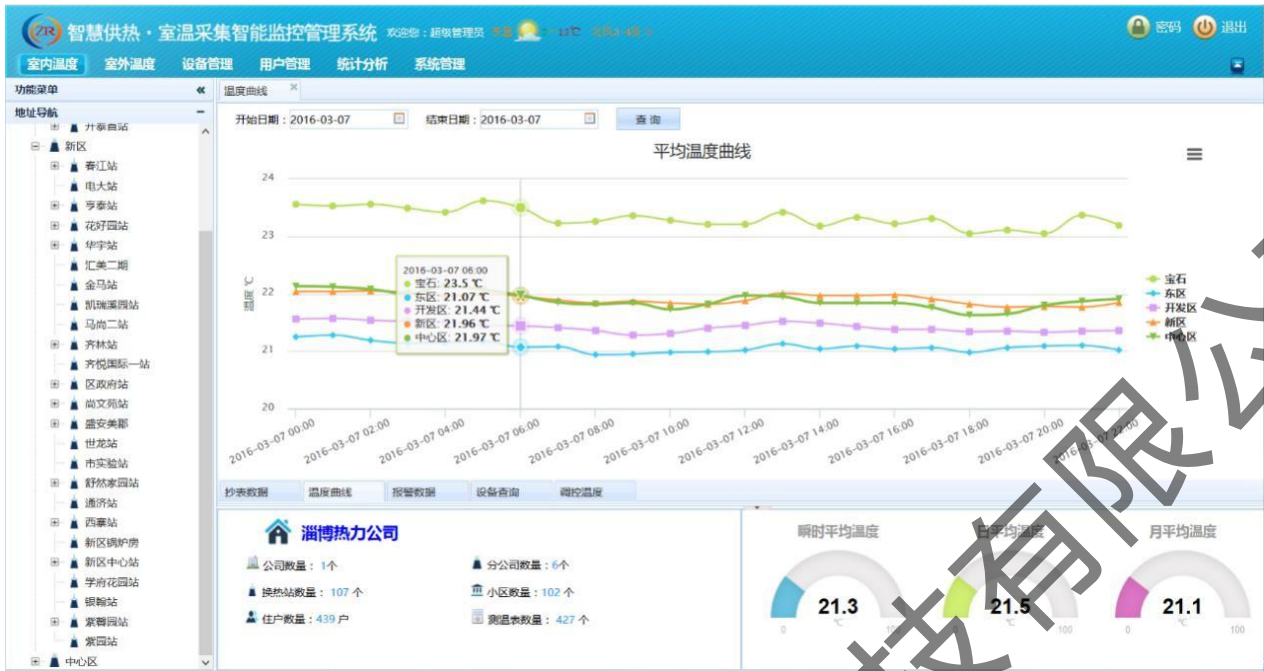 ZR 智慧供热·室温采集智能监控管理系统 欢迎您：超级管理员
密码 退出
室内温度 室外温度 设备管理 用户管理 统计分析 系统管理
功能菜单
温度曲线
地址导航
开始日期：2016-03-07 结束日期：2016-03-07 查询
新区
春江站
电大站
亨泰站
花好园站
华宇站
汇美二期
金马站
凯瑞溪园站
马尚二站
齐林站
齐悦国际一站
区政府站
尚文苑站
盛安美郡
世龙站
市实验站
舒然家园站
通济站
西寨站
新区锅炉房
新区中心站
学府花园站
银翰站
紫馨园站
紫园站
中心区
平均温度曲线
24
23
22
21
20
温度 ℃
2016-03-07 06:00
宝石: 23.5 ℃
东区: 21.07 ℃
开发区: 21.44 ℃
新区: 21.96 ℃
中心区: 21.97 ℃
宝石
东区
开发区
新区
中心区
2016-03-07 00:00
2016-03-07 02:00
2016-03-07 04:00
2016-03-07 06:00
2016-03-07 08:00
2016-03-07 10:00
2016-03-07 12:00
2016-03-07 14:00
2016-03-07 16:00
2016-03-07 18:00
2016-03-07 20:00
2016-03-07 22:00
抄表数据 温度曲线 报警数据 设备查询 调控温度
淄博热力公司
公司数量：1个 分公司数量：6个
换热站数量：107 个 小区数量：102 个
住户数量：439 户 测温表数量：427 个
瞬时平均温度 日平均温度 月平均温度
21.3 21.5 21.1
℃ ℃ ℃
0 100 0 100
技有限公